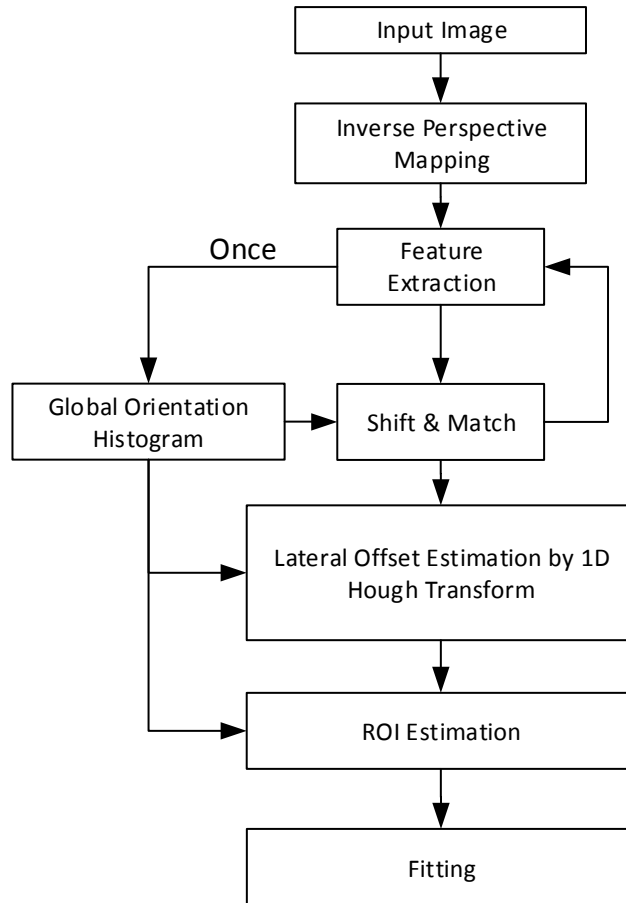 Input Image
Inverse Perspective
Mapping
Once
Feature
Extraction
Global Orientation
Histogram
Shift & Match
Lateral Offset Estimation by 1D
Hough Transform
ROI Estimation
Fitting